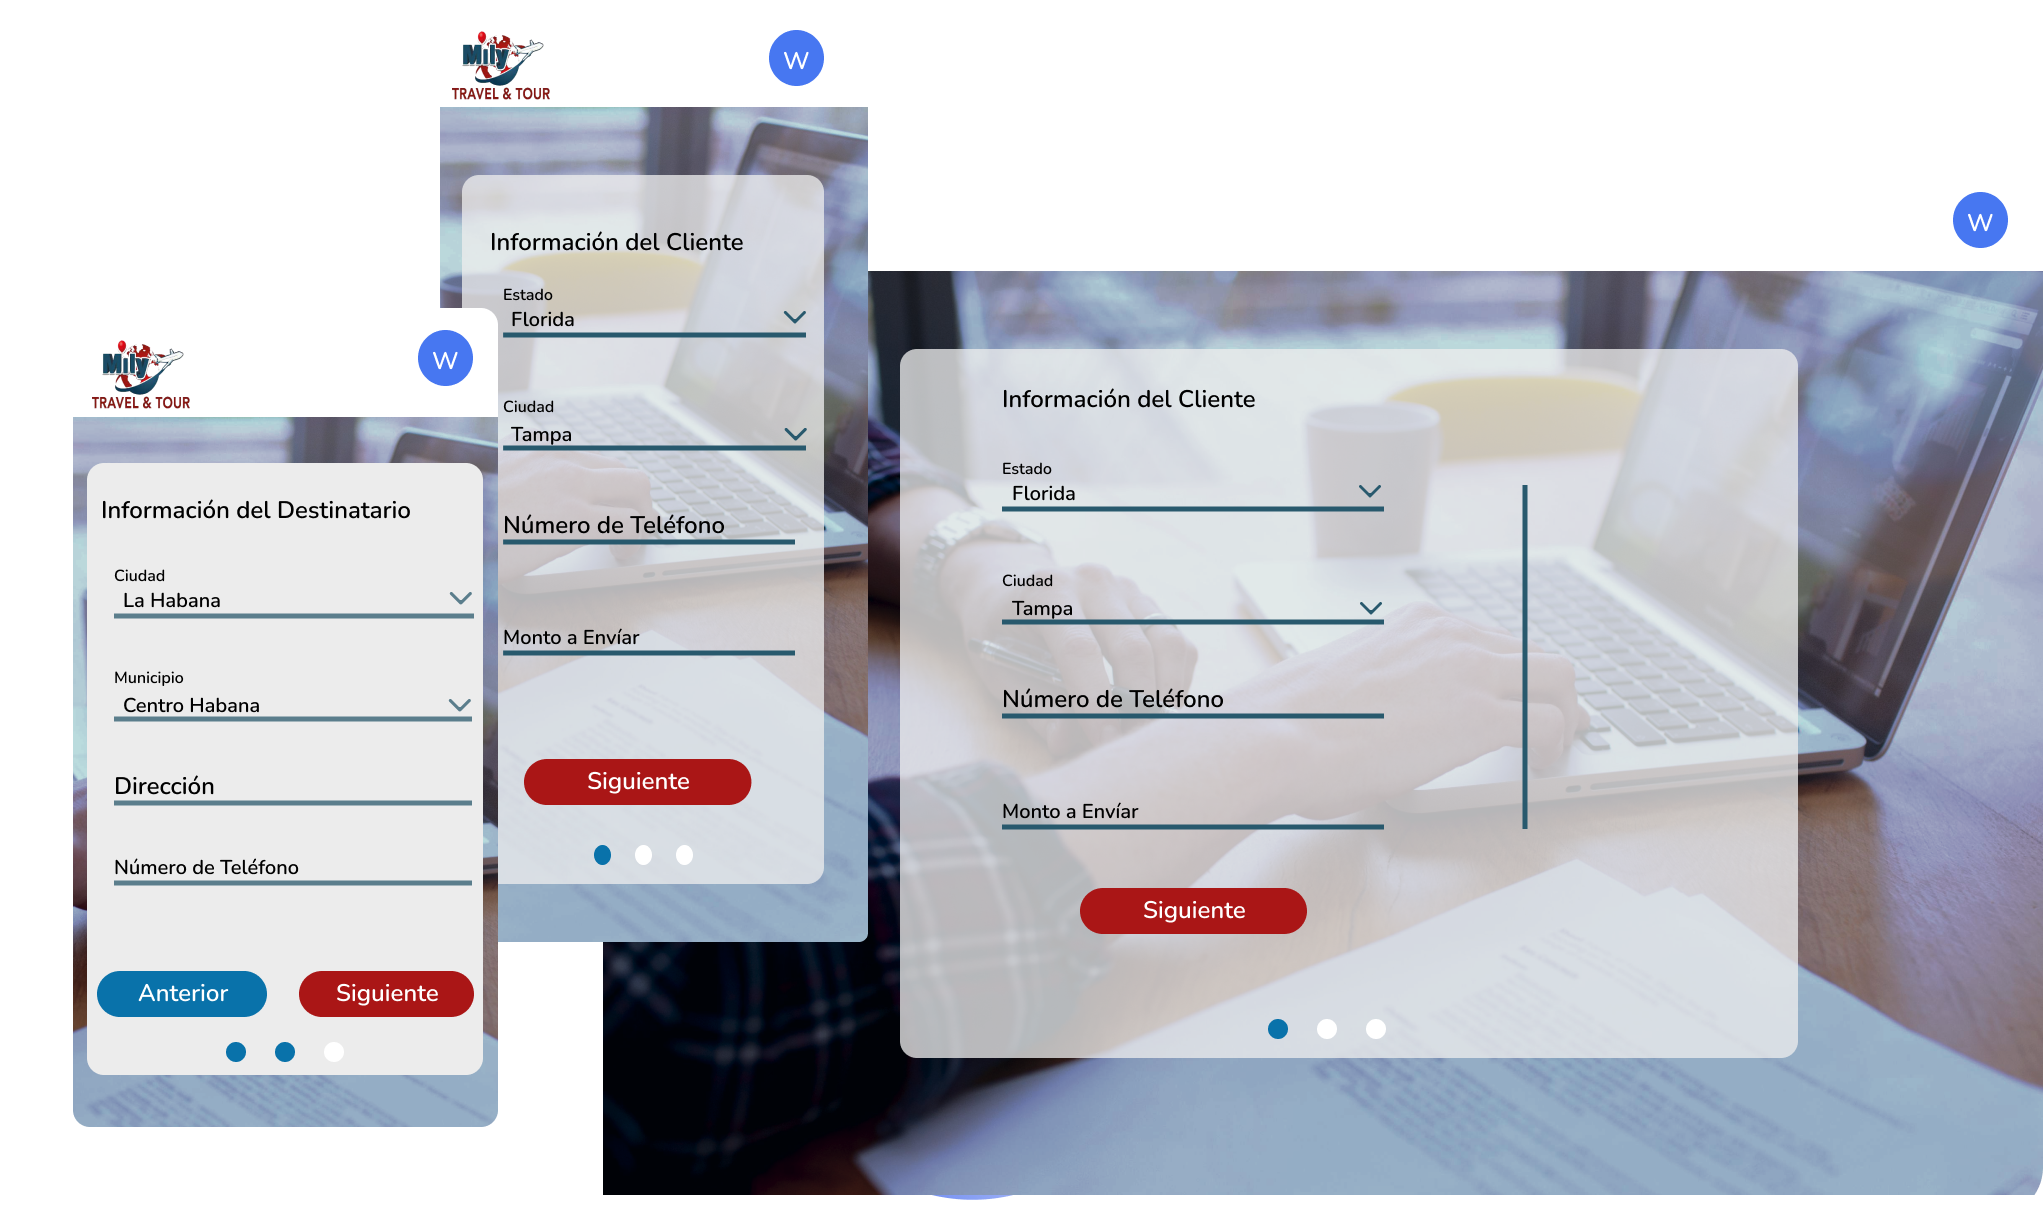 Mily
TRAVEL & TOUR
W
Información del Cliente
Estado
Florida
Ciudad
Tampa
Número de Teléfono
Monto a Envíar
Siguiente
Mily
TRAVEL & TOUR
W
Información del Destinatario
Ciudad
La Habana
Municipio
Centro Habana
Dirección
Número de Teléfono
Anterior
Siguiente
W
Información del Cliente
Estado
Florida
Ciudad
Tampa
Número de Teléfono
Monto a Envíar
Siguiente